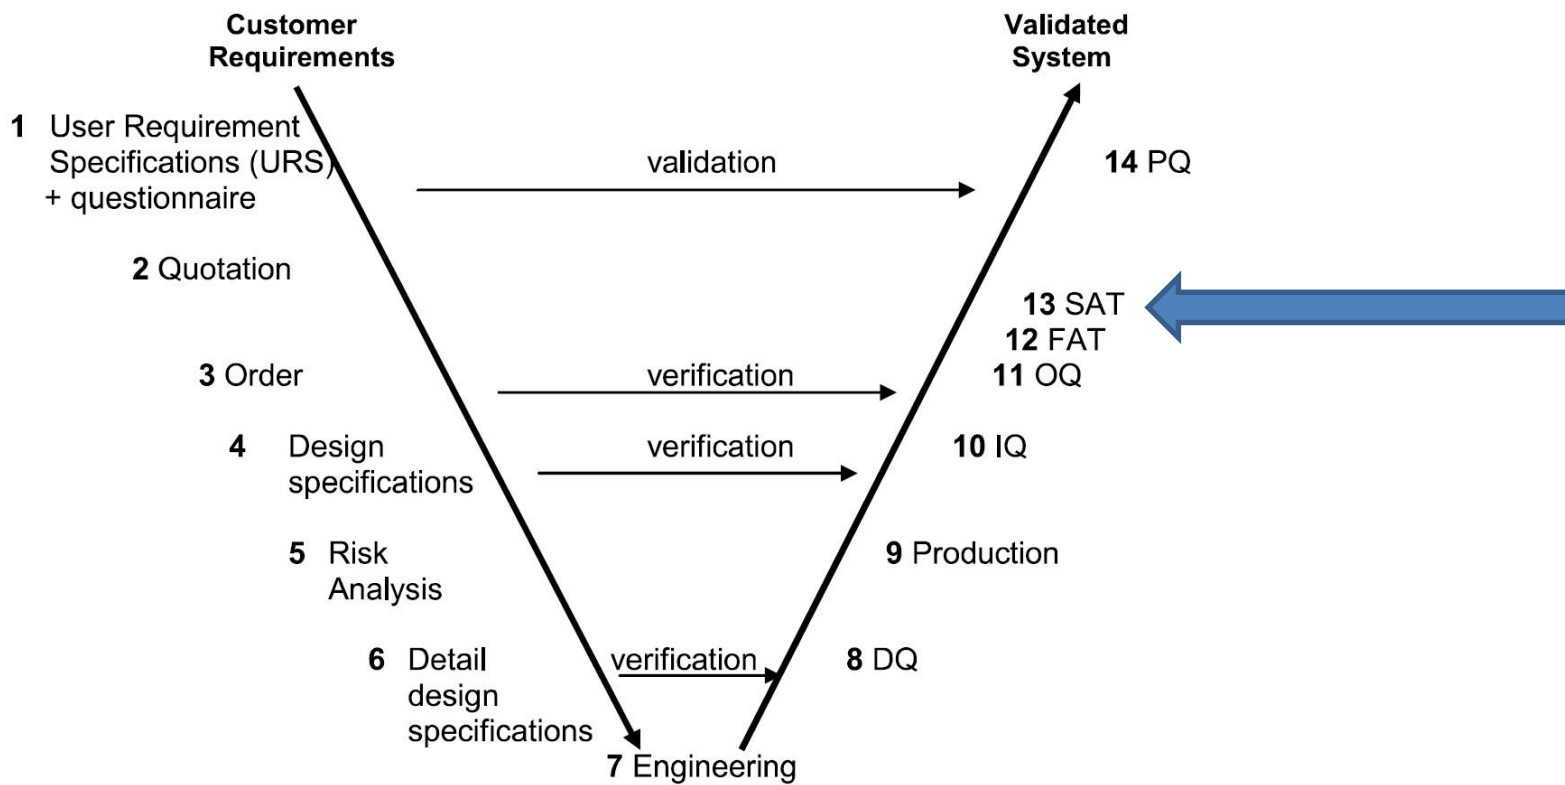 Customer
Requirements
Validated
System
1 User Requirement
Specifications (URS)
+ questionnaire
validation
14 PQ
2 Quotation
13 SAT
12 FAT
3 Order
verification
11 OQ
4 Design
specifications
verification
10 IQ
5 Risk
Analysis
9 Production
6 Detail
design
specifications
verification
8 DQ
7 Engineering